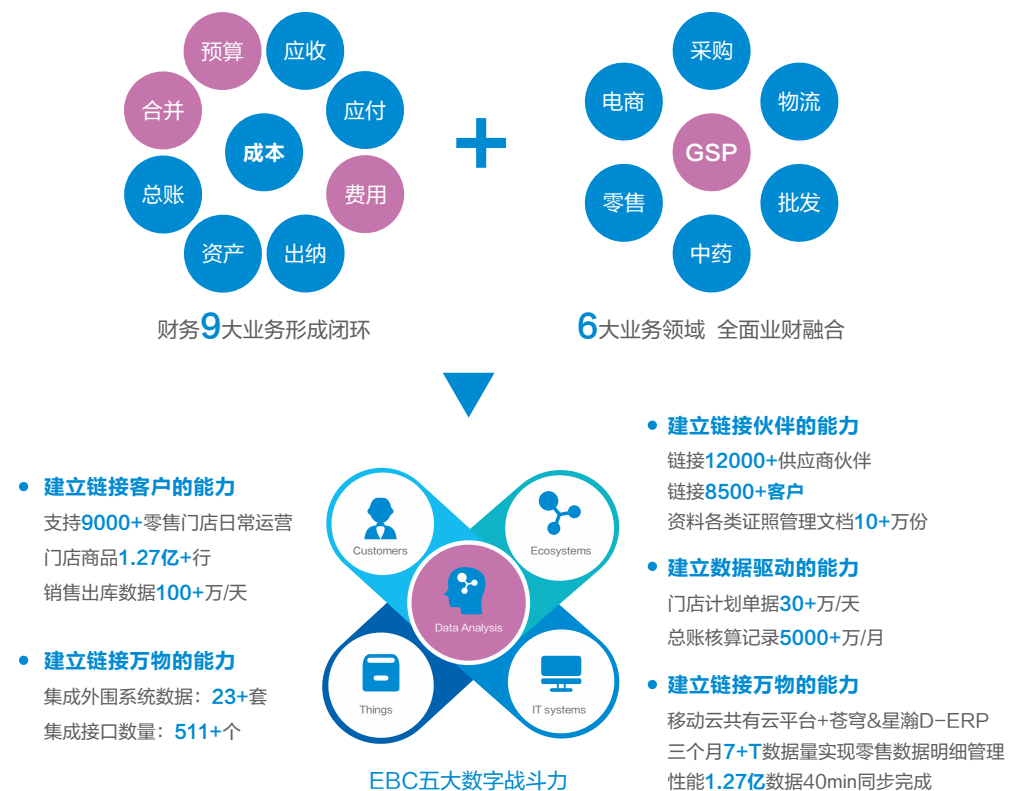 预算
应收
合并
应付
成本
总账
费用
资产
出纳
财务9大业务形成闭环
采购
电商
物流
GSP
零售
批发
中药
6大业务领域 全面业财融合
建立链接客户的能力
支持9000+零售门店日常运营
门店商品1.27亿+行
销售出库数据100+万/天
建立链接万物的能力
集成外围系统数据：23+套
集成接口数量：511+个
Customers
Ecosystems
Data Analysis
Things
IT systems
EBC五大数字战斗力
建立链接伙伴的能力
链接12000+供应商伙伴
链接8500+客户
资料各类证照管理文档10+万份
建立数据驱动的能力
门店计划单据30+万/天
总账核算记录5000+万/月
建立链接万物的能力
移动云共有云平台+苍穹&星瀚D-ERP
三个月7+T数据量实现零售数据明细管理
性能1.27亿数据40min同步完成